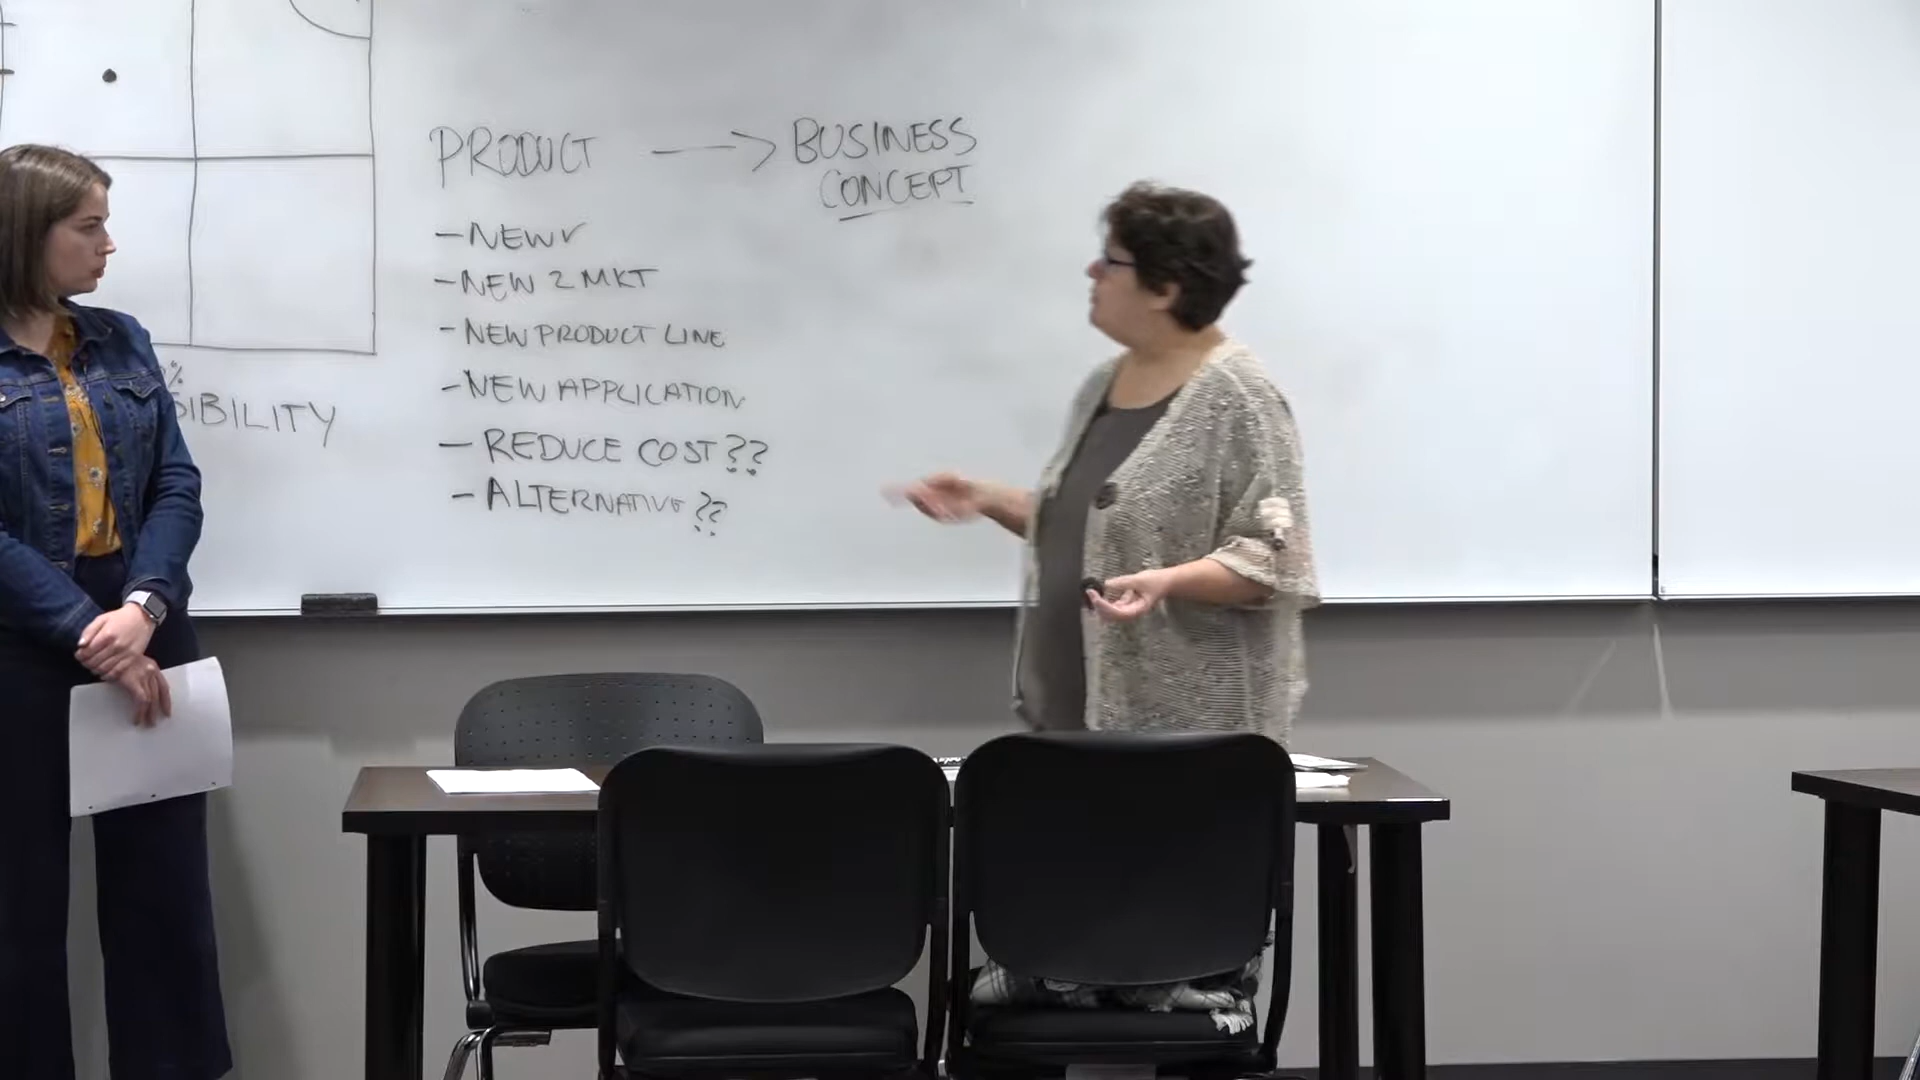 PRODUCT → BUSINESS
CONCEPT
- NEW ✓
- NEW 2 MKT
- NEW PRODUCT LINE
- NEW APPLICATION
- REDUCE COST??
- ALTERNATIVE??
%
SIBILITY